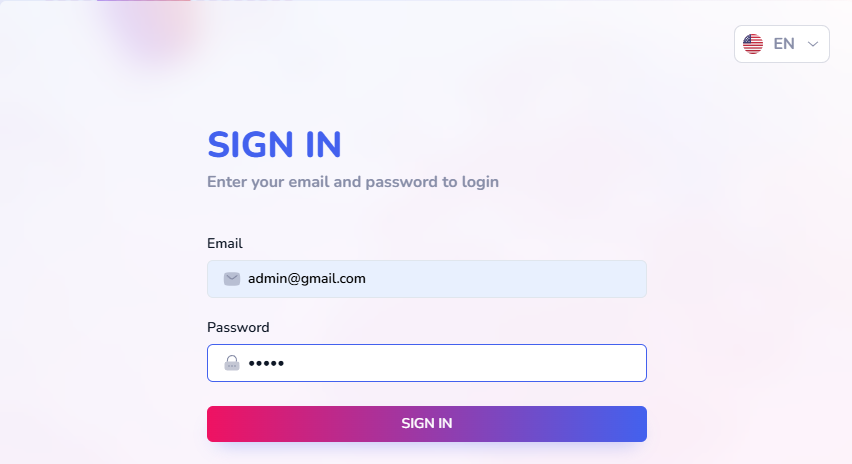 EN
SIGN IN
Enter your email and password to login
Email
admin@gmail.com
Password
•••••
SIGN IN